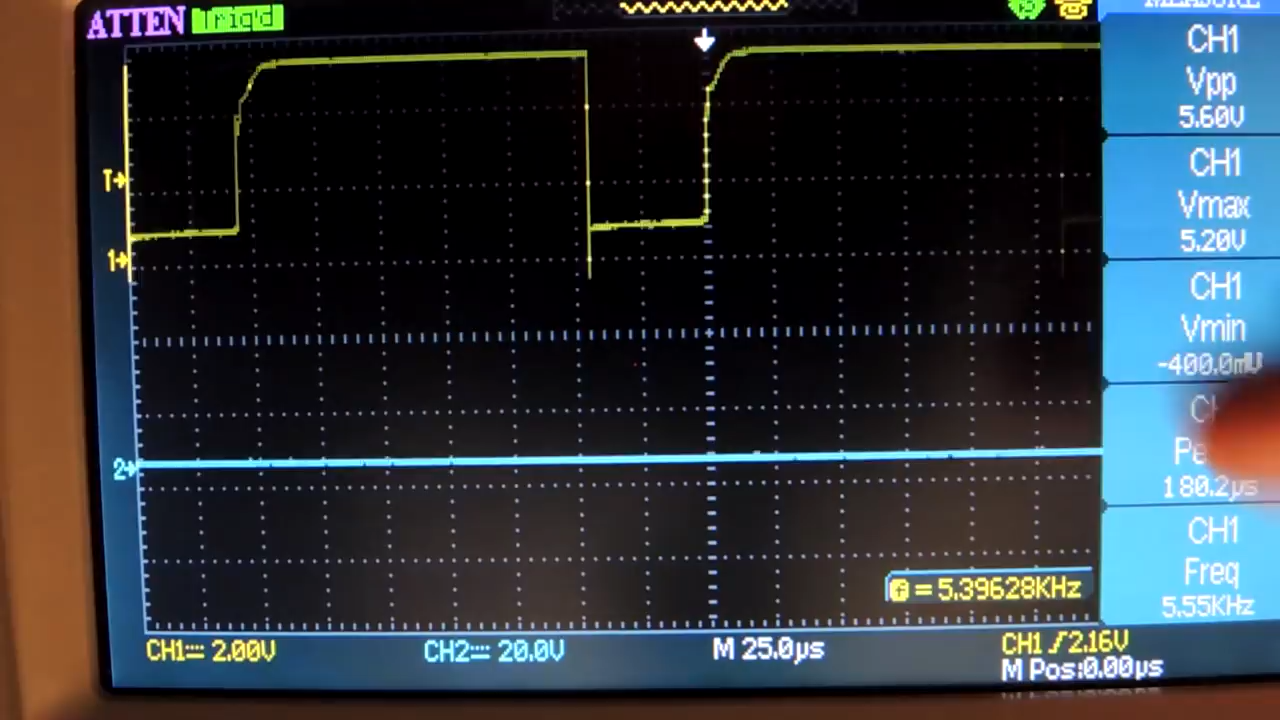 ATTEN Trig'd
MEASURE
CH1
Vpp
5.60V
CH1
Vmax
5.20V
CH1
Vmin
-400.0mV
180.2µs
CH1
Freq
5.55KHz
T
1
2
f = 5.39628KHz
CH1 2.00V CH2 20.0V M 25.0µs CH1 / 2.16V
M Pos:0.00µs